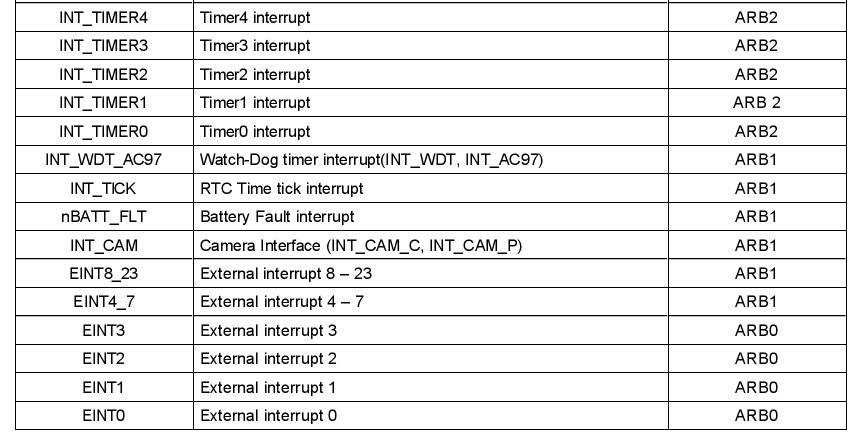 INT_TIMER4 Timer4 interrupt ARB2
INT_TIMER3 Timer3 interrupt ARB2
INT_TIMER2 Timer2 interrupt ARB2
INT_TIMER1 Timer1 interrupt ARB 2
INT_TIMER0 Timer0 interrupt ARB2
INT_WDT_AC97 Watch-Dog timer interrupt(INT_WDT, INT_AC97) ARB1
INT_TICK RTC Time tick interrupt ARB1
nBATT_FLT Battery Fault interrupt ARB1
INT_CAM Camera Interface (INT_CAM_C, INT_CAM_P) ARB1
EINT8_23 External interrupt 8 – 23 ARB1
EINT4_7 External interrupt 4 – 7 ARB1
EINT3 External interrupt 3 ARB0
EINT2 External interrupt 2 ARB0
EINT1 External interrupt 1 ARB0
EINT0 External interrupt 0 ARB0